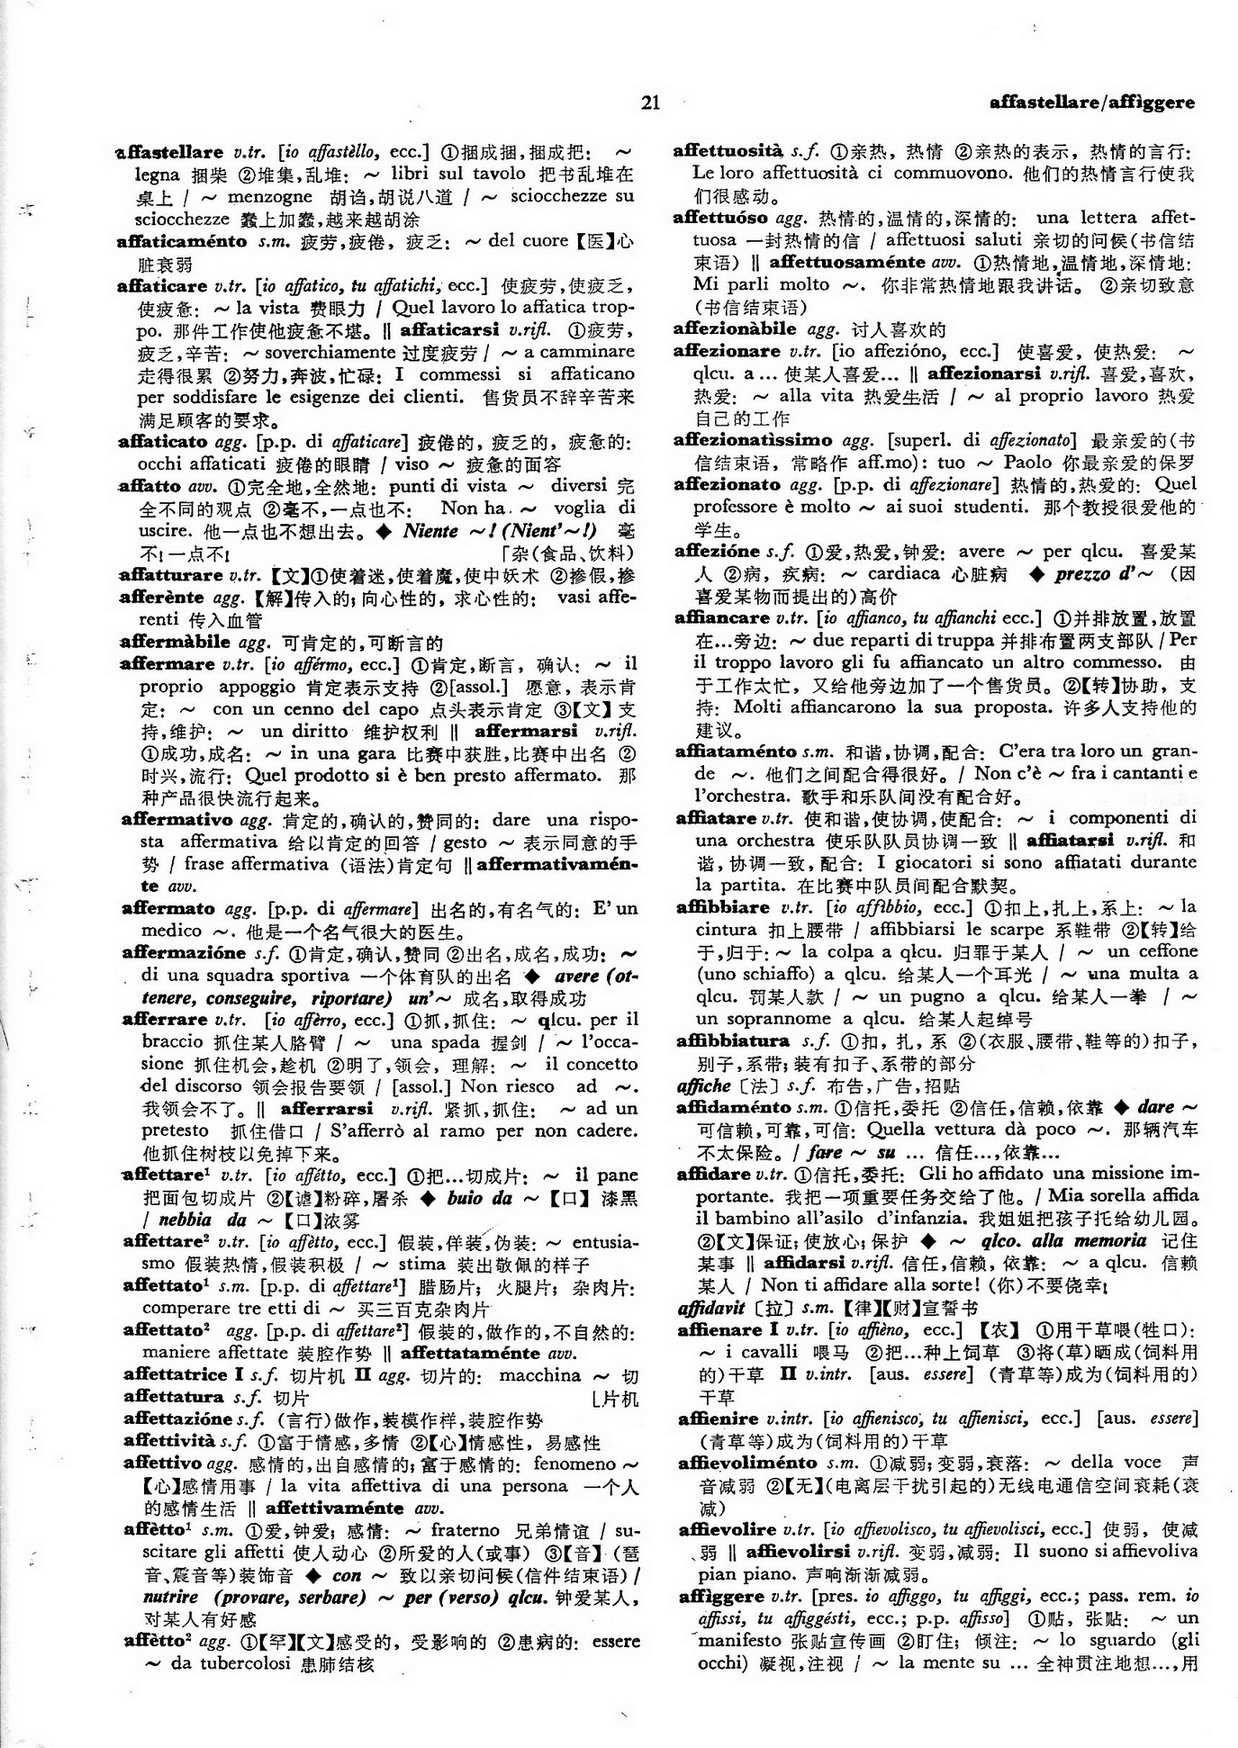 21
affastellare/affìggere
affastellare v.tr. [io affastèllo, ecc.] ①捆成捆,捆成把: ～
legna 捆柴 ②堆集,乱堆: ～ libri sul tavolo 把书乱堆在
桌上 / ～ menzogne 胡诌,胡说八道 / ～ sciocchezze su
sciocchezze 蠢上加蠢,越来越胡涂
affaticaménto s.m. 疲劳,疲倦, 疲乏: ～ del cuore【医】心
脏衰弱
affaticare v.tr. [io affatico, tu affatichi, ecc.] 使疲劳,使疲乏,
使疲惫: ～ la vista 费眼力 / Quel lavoro lo affatica trop-
po. 那件工作使他疲惫不堪。‖ affaticarsi v.rifl. ①疲劳,
疲乏,辛苦: ～ soverchiamente 过度疲劳 / ～ a camminare
走得很累 ②努力,奔波,忙碌: I commessi si affaticano
per soddisfare le esigenze dei clienti. 售货员不辞辛苦来
满足顾客的要求。
affaticato agg. [p.p. di affaticare] 疲倦的, 疲乏的, 疲惫的:
occhi affaticati 疲倦的眼睛 / viso ～ 疲惫的面容
affatto avv. ①完全地,全然地: punti di vista ～ diversi 完
全不同的观点 ②毫不,一点也不: Non ha ～ voglia di
uscire. 他一点也不想出去。◆ Niente ～! (Nient'～!) 毫
不! 一点不! ｢杂(食品、饮料)
affatturare v.tr.【文】①使着迷,使着魔,使中妖术 ②掺假,掺
afferènte agg.【解】传入的; 向心性的, 求心性的: vasi affe-
renti 传入血管
affermàbile agg. 可肯定的,可断言的
affermare v.tr. [io afférmo, ecc.] ①肯定,断言, 确认: ～ il
proprio appoggio 肯定表示支持 ②[assol.] 愿意, 表示肯
定: ～ con un cenno del capo 点头表示肯定 ③【文】支
持,维护: ～ un diritto 维护权利 ‖ affermarsi v.rifl.
①成功,成名: ～ in una gara 比赛中获胜,比赛中出名 ②
时兴,流行: Quel prodotto si è ben presto affermato. 那
种产品很快流行起来。
affermativo agg. 肯定的,确认的,赞同的: dare una rispo-
sta affermativa 给以肯定的回答 / gesto ～ 表示同意的手
势 / frase affermativa (语法)肯定句 ‖ affermativamén-
te avv.
affermato agg. [p.p. di affermare] 出名的,有名气的: E' un
medico ～. 他是一个名气很大的医生。
affermazióne s.f. ①肯定,确认,赞同 ②出名,成名,成功: ～
di una squadra sportiva 一个体育队的出名 ◆ avere (ot-
tenere, conseguire, riportare) un'～ 成名,取得成功
afferrare v.tr. [io affèrro, ecc.] ①抓,抓住: ～ qlcu. per il
braccio 抓住某人胳臂 / ～ una spada 握剑 / ～ l'occa-
sione 抓住机会,趁机 ②明了,领会, 理解: ～ il concetto
del discorso 领会报告要领 / [assol.] Non riesco ad ～.
我领会不了。‖ afferrarsi v.rifl. 紧抓,抓住: ～ ad un
pretesto 抓住借口 / S'afferrò al ramo per non cadere.
他抓住树枝以免掉下来。
affettare¹ v.tr. [io affétto, ecc.] ①把…切成片: ～ il pane
把面包切成片 ②【谑】粉碎,屠杀 ◆ buio da ～【口】漆黑
/ nebbia da ～【口】浓雾
affettare² v.tr. [io affètto, ecc.] 假装,佯装,伪装: ～ entusia-
smo 假装热情,假装积极 / ～ stima 装出敬佩的样子
affettato¹ s.m. [p.p. di affettare¹] 腊肠片; 火腿片; 杂肉片:
comperare tre etti di ～ 买三百克杂肉片
affettato² agg. [p.p. di affettare²] 假装的,做作的,不自然的:
maniere affettate 装腔作势 ‖ affettataménte avv.
affettatrice I s.f. 切片机 II agg. 切片的: macchina ～ 切
affettatura s.f. 切片 ⌊片机
affettazióne s.f. (言行)做作,装模作样,装腔作势
affettività s.f. ①富于情感,多情 ②【心】情感性, 易感性
affettivo agg. 感情的,出自感情的; 富于感情的: fenomeno ～
【心】感情用事 / la vita affettiva di una persona 一个人
的感情生活 ‖ affettivaménte avv.
affètto¹ s.m. ①爱,钟爱; 感情: ～ fraterno 兄弟情谊 / su-
scitare gli affetti 使人动心 ②所爱的人(或事) ③【音】(琵
音、震音等)装饰音 ◆ con ～ 致以亲切问候(信件结束语) /
nutrire (provare, serbare) ～ per (verso) qlcu. 钟爱某人,
对某人有好感
affètto² agg. ①【罕】【文】感受的, 受影响的 ②患病的: essere
～ da tubercolosi 患肺结核
affettuosità s.f. ①亲热, 热情 ②亲热的表示, 热情的言行:
Le loro affettuosità ci commuovono. 他们的热情言行使我
们很感动。
affettuóso agg. 热情的,温情的,深情的: una lettera affet-
tuosa 一封热情的信 / affettuosi saluti 亲切的问候(书信结
束语) ‖ affettuosaménte avv. ①热情地,温情地,深情地:
Mi parli molto ～. 你非常热情地跟我讲话。 ②亲切致意
(书信结束语)
affezionàbile agg. 讨人喜欢的
affezionare v.tr. [io affezióno, ecc.] 使喜爱, 使热爱: ～
qlcu. a … 使某人喜爱… ‖ affezionarsi v.rifl. 喜爱,喜欢,
热爱: ～ alla vita 热爱生活 / ～ al proprio lavoro 热爱
自己的工作
affezionatìssimo agg. [superl. di affezionato] 最亲爱的(书
信结束语, 常略作 aff.mo): tuo ～ Paolo 你最亲爱的保罗
affezionato agg. [p.p. di affezionare] 热情的,热爱的: Quel
professore è molto ～ ai suoi studenti. 那个教授很爱他的
学生。
affezióne s.f. ①爱,热爱,钟爱: avere ～ per qlcu. 喜爱某
人 ②病, 疾病: ～ cardiaca 心脏病 ◆ prezzo d'～ (因
喜爱某物而提出的)高价
affiancare v.tr. [io affianco, tu affianchi ecc.] ①并排放置,放置
在…旁边: ～ due reparti di truppa 并排布置两支部队 / Per
il troppo lavoro gli fu affiancato un altro commesso. 由
于工作太忙, 又给他旁边加了一个售货员。②【转】协助, 支
持: Molti affiancarono la sua proposta. 许多人支持他的
建议。
affiataménto s.m. 和谐,协调,配合: C'era tra loro un gran-
de ～. 他们之间配合得很好。/ Non c'è ～ fra i cantanti e
l'orchestra. 歌手和乐队间没有配合好。
affiatare v.tr. 使和谐,使协调,使配合: ～ i componenti di
una orchestra 使乐队队员协调一致 ‖ affiatarsi v.rifl. 和
谐,协调一致,配合: I giocatori si sono affiatati durante
la partita. 在比赛中队员间配合默契。
affibbiare v.tr. [io affìbbio, ecc.] ①扣上,扎上,系上: ～ la
cintura 扣上腰带 / affibbiarsi le scarpe 系鞋带 ②【转】给
于,归于: ～ la colpa a qlcu. 归罪于某人 / ～ un ceffone
(uno schiaffo) a qlcu. 给某人一个耳光 / ～ una multa a
qlcu. 罚某人款 / ～ un pugno a qlcu. 给某人一拳 / ～
un soprannome a qlcu. 给某人起绰号
affibbiatura s.f. ①扣, 扎, 系 ②(衣服、腰带、鞋等的)扣子,
别子,系带; 装有扣子、系带的部分
affiche〔法〕s.f. 布告,广告,招贴
affidaménto s.m. ①信托,委托 ②信任,信赖,依靠 ◆ dare ～
可信赖,可靠,可信: Quella vettura dà poco ～. 那辆汽车
不太保险。/ fare ～ su … 信任…,依靠…
affidare v.tr. ①信托,委托: Gli ho affidato una missione im-
portante. 我把一项重要任务交给了他。/ Mia sorella affida
il bambino all'asilo d'infanzia. 我姐姐把孩子托给幼儿园。
②【文】保证; 使放心; 保护 ◆ ～ qlco. alla memoria 记住
某事 ‖ affidarsi v.rifl. 信任,信赖, 依靠: ～ a qlcu. 信赖
某人 / Non ti affidare alla sorte! (你)不要侥幸!
affidavit〔拉〕s.m.【律】【财】宣誓书
affienare I v.tr. [io affièno, ecc.]【农】①用干草喂(牲口):
～ i cavalli 喂马 ②把…种上饲草 ③将(草)晒成(饲料用
的)干草 II v.intr. [aus. essere] (青草等)成为(饲料用的)
干草
affienire v.intr. [io affienisco, tu affienisci, ecc.] [aus. essere]
(青草等)成为(饲料用的)干草
affievoliménto s.m. ①减弱; 变弱,衰落: ～ della voce 声
音减弱 ②【无】(电离层干扰引起的)无线电通信空间衰耗(衰
减)
affievolire v.tr. [io affievolisco, tu affievolisci, ecc.] 使弱, 使减
弱 ‖ affievolirsi v.rifl. 变弱,减弱: Il suono si affievoliva
pian piano. 声响渐渐减弱。
affìggere v.tr. [pres. io affiggo, tu affiggi, ecc.; pass. rem. io
affissi, tu affiggésti, ecc.; p.p. affisso] ①贴, 张贴: ～ un
manifesto 张贴宣传画 ②盯住; 倾注: ～ lo sguardo (gli
occhi) 凝视,注视 / ～ la mente su … 全神贯注地想…,用